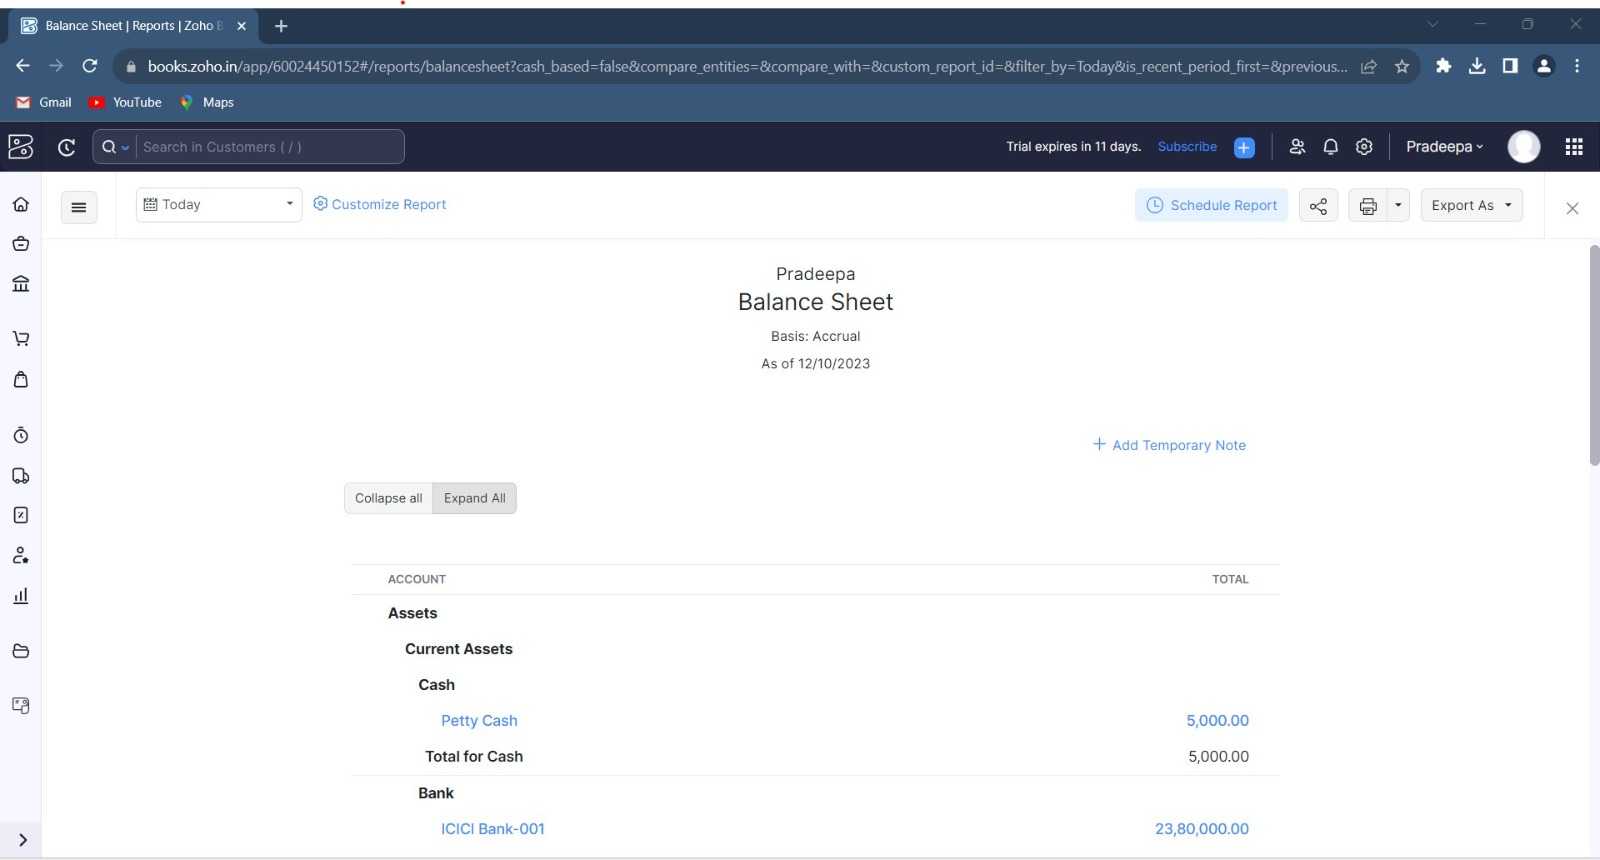 Balance Sheet | Reports | Zoho B
books.zoho.in/app/60024450152#/reports/balancesheet?cash_based=false&compare_entities=&compare_with=&custom_report_id=&filter_by=Today&is_recent_period_first=&previous...
Gmail YouTube Maps
Search in Customers ( / ) Trial expires in 11 days. Subscribe Pradeepa
Today Customize Report Schedule Report Export As
Pradeepa
Balance Sheet
Basis: Accrual
As of 12/10/2023
+ Add Temporary Note
Collapse all Expand All
ACCOUNT TOTAL
Assets
Current Assets
Cash
Petty Cash 5,000.00
Total for Cash 5,000.00
Bank
ICICI Bank-001 23,80,000.00